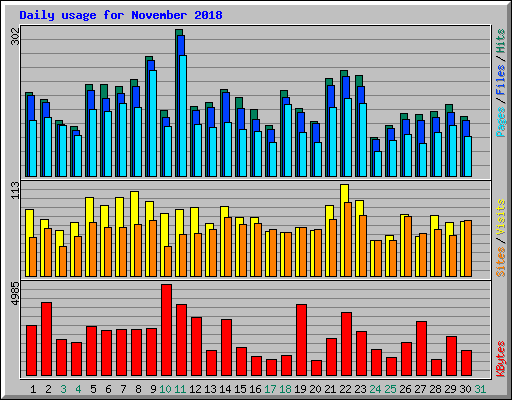 Daily usage for November 2018
302
Pages / Files / Hits
113
Sites / Visits
4985
KBytes
1 2 3 4 5 6 7 8 9 10 11 12 13 14 15 16 17 18 19 20 21 22 23 24 25 26 27 28 29 30 31